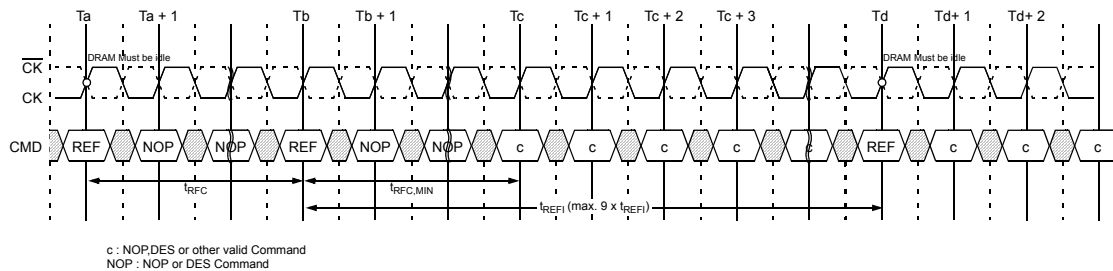 Ta Ta + 1 Tb Tb + 1 Tc Tc + 1 Tc + 2 Tc + 3 Td Td+ 1 Td+ 2
DRAM Must be idle DRAM Must be idle
CK
CK
CMD REF NOP NOP REF NOP NOP c c c c c REF c c c
tRFC tRFC,MIN
tREFI (max. 9 x tREFI)
c : NOP,DES or other valid Command
NOP : NOP or DES Command